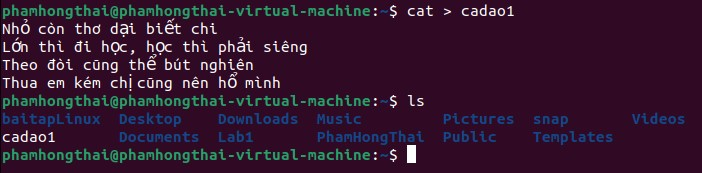 phamhongthai@phamhongthai-virtual-machine:~$ cat > cadao1
Nhỏ còn thơ dại biết chi
Lớn thì đi học, học thì phải siêng
Theo đòi cũng thể bút nghiên
Thua em kém chị cũng nên hổ mình
phamhongthai@phamhongthai-virtual-machine:~$ ls
baitapLinux Desktop Downloads Music Pictures snap Videos
cadao1 Documents Lab1 PhamHongThai Public Templates
phamhongthai@phamhongthai-virtual-machine:~$